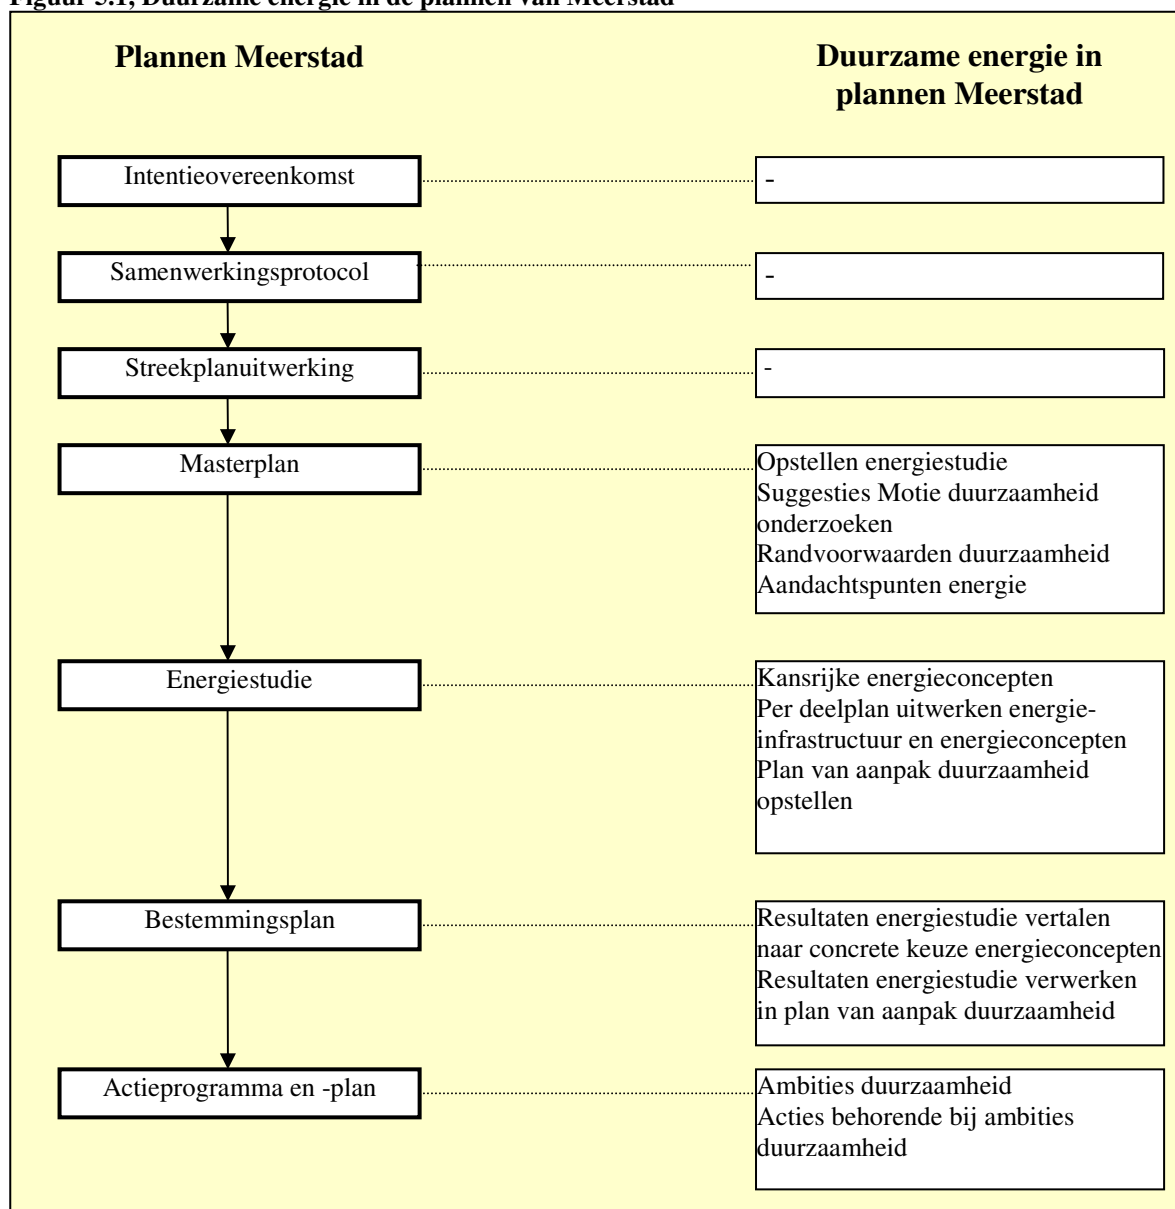 Figuur 5.1, Duurzame energie in de plannen van Meerstad
Plannen Meerstad
Duurzame energie in
plannen Meerstad
Intentieovereenkomst
-
Samenwerkingsprotocol
-
Streekplanuitwerking
-
Masterplan
Opstellen energiestudie
Suggesties Motie duurzaamheid
onderzoeken
Randvoorwaarden duurzaamheid
Aandachtspunten energie
Energiestudie
Kansrijke energieconcepten
Per deelplan uitwerken energie-
infrastructuur en energieconcepten
Plan van aanpak duurzaamheid
opstellen
Bestemmingsplan
Resultaten energiestudie vertalen
naar concrete keuze energieconcepten
Resultaten energiestudie verwerken
in plan van aanpak duurzaamheid
Actieprogramma en -plan
Ambities duurzaamheid
Acties behorende bij ambities
duurzaamheid